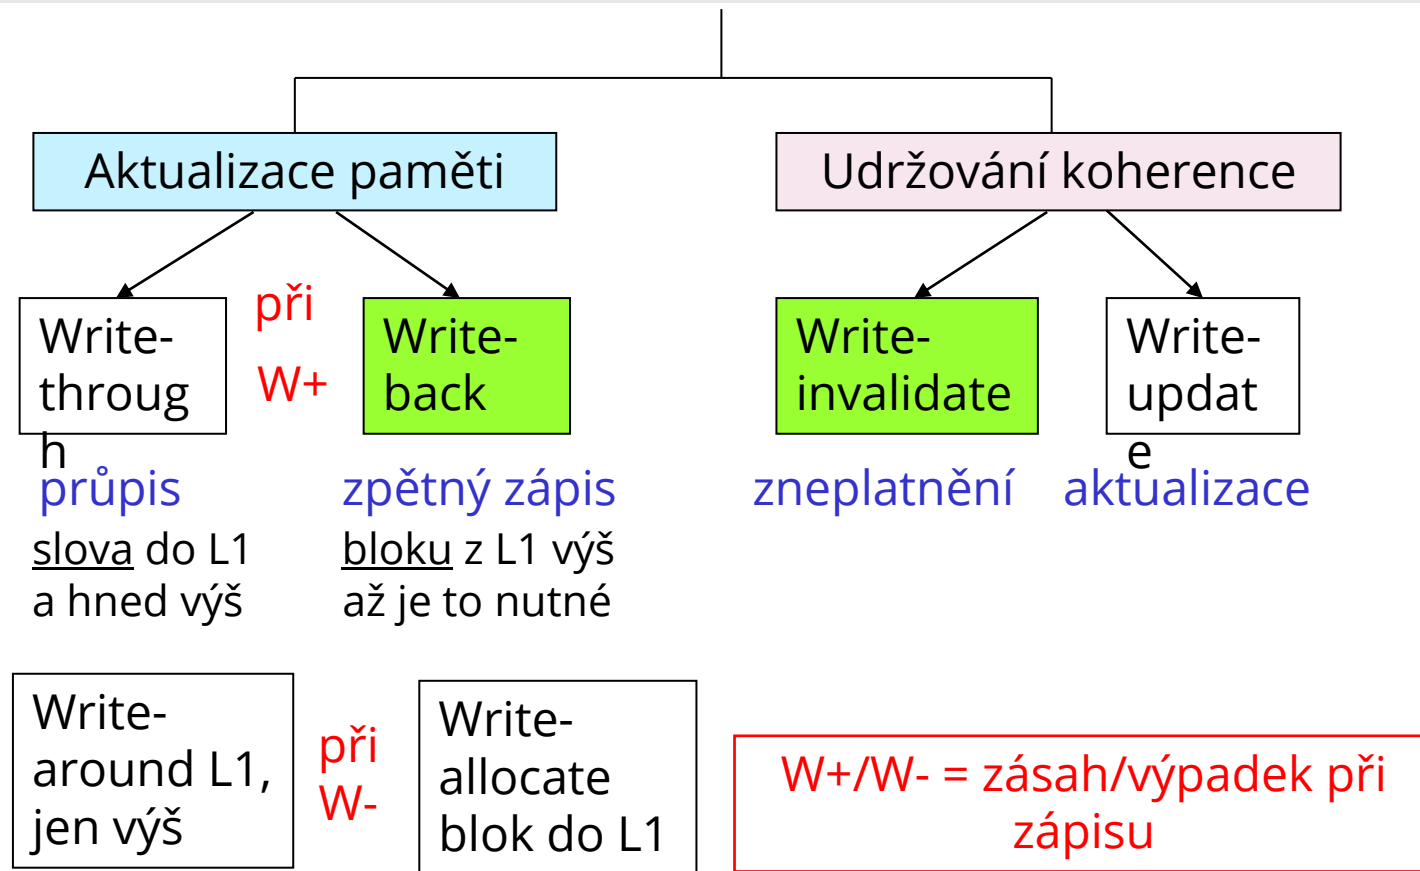 Aktualizace paměti
Udržování koherence
Write-
throug
h
při
W+
Write-
back
Write-
invalidate
Write-
updat
e
průpis
zpětný zápis
zneplatnění
aktualizace
slova do L1
a hned výš
bloku z L1 výš
až je to nutné
Write-
around L1,
jen výš
při
W-
Write-
allocate
blok do L1
W+/W- = zásah/výpadek při
zápisu